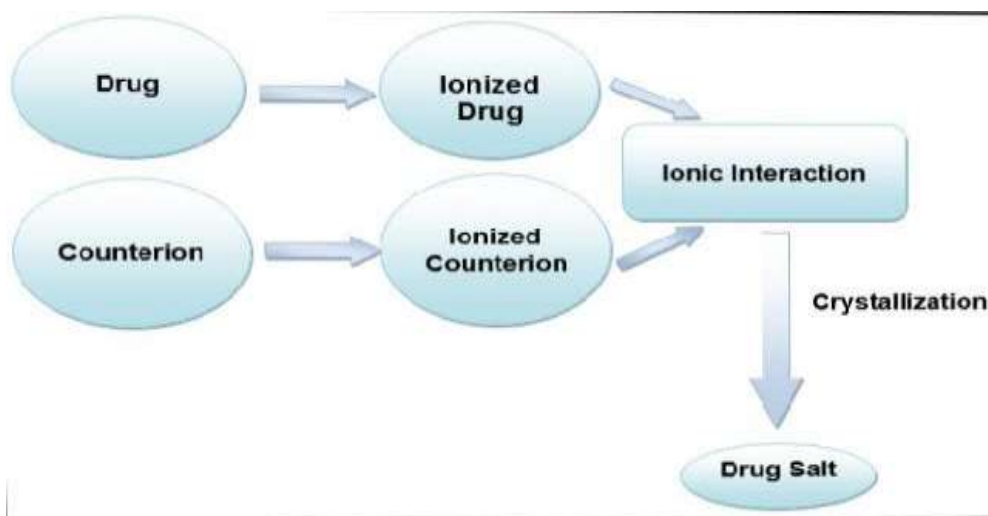 Drug
Ionized
Drug
Ionic Interaction
Counterion
Ionized
Counterion
Crystallization
Drug Salt